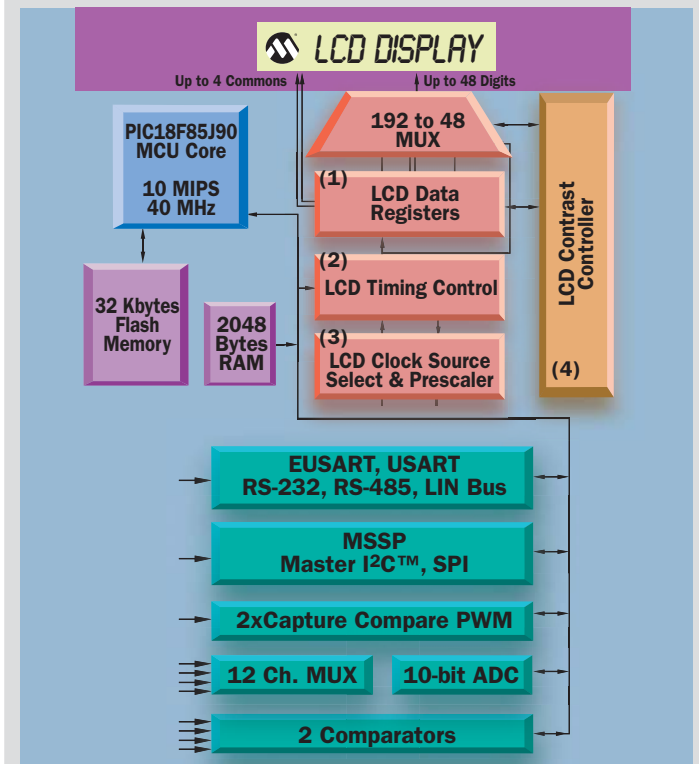 LCD DISPLAY
Up to 4 Commons
Up to 48 Digits
PIC18F85J90
MCU Core
10 MIPS
40 MHz
192 to 48
MUX
(1)
LCD Data
Registers
(2)
LCD Timing Control
(3)
LCD Clock Source
Select & Prescaler
LCD Contrast
Controller
(4)
32 Kbytes
Flash
Memory
2048
Bytes
RAM
EUSART, USART
RS-232, RS-485, LIN Bus
MSSP
Master I²C™, SPI
2xCapture Compare PWM
12 Ch. MUX
10-bit ADC
2 Comparators